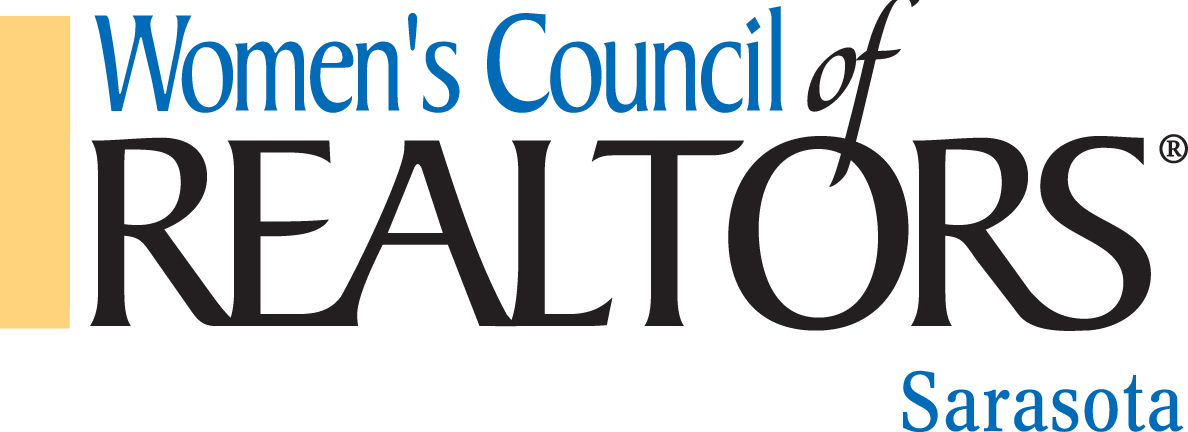 Women's Council of
REALTORS®
Sarasota